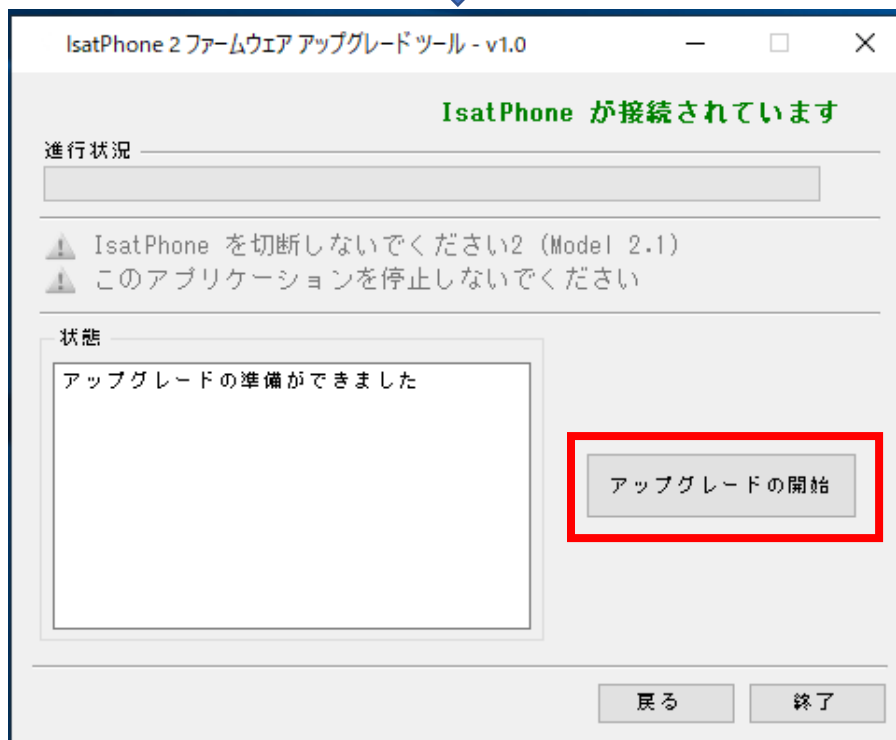 IsatPhone 2 ファームウェア アップグレード ツール - v1.0
IsatPhone が接続されています
進行状況
IsatPhone を切断しないでください2 (Model 2.1)
このアプリケーションを停止しないでください
状態
アップグレードの準備ができました
アップグレードの開始
戻る
終了